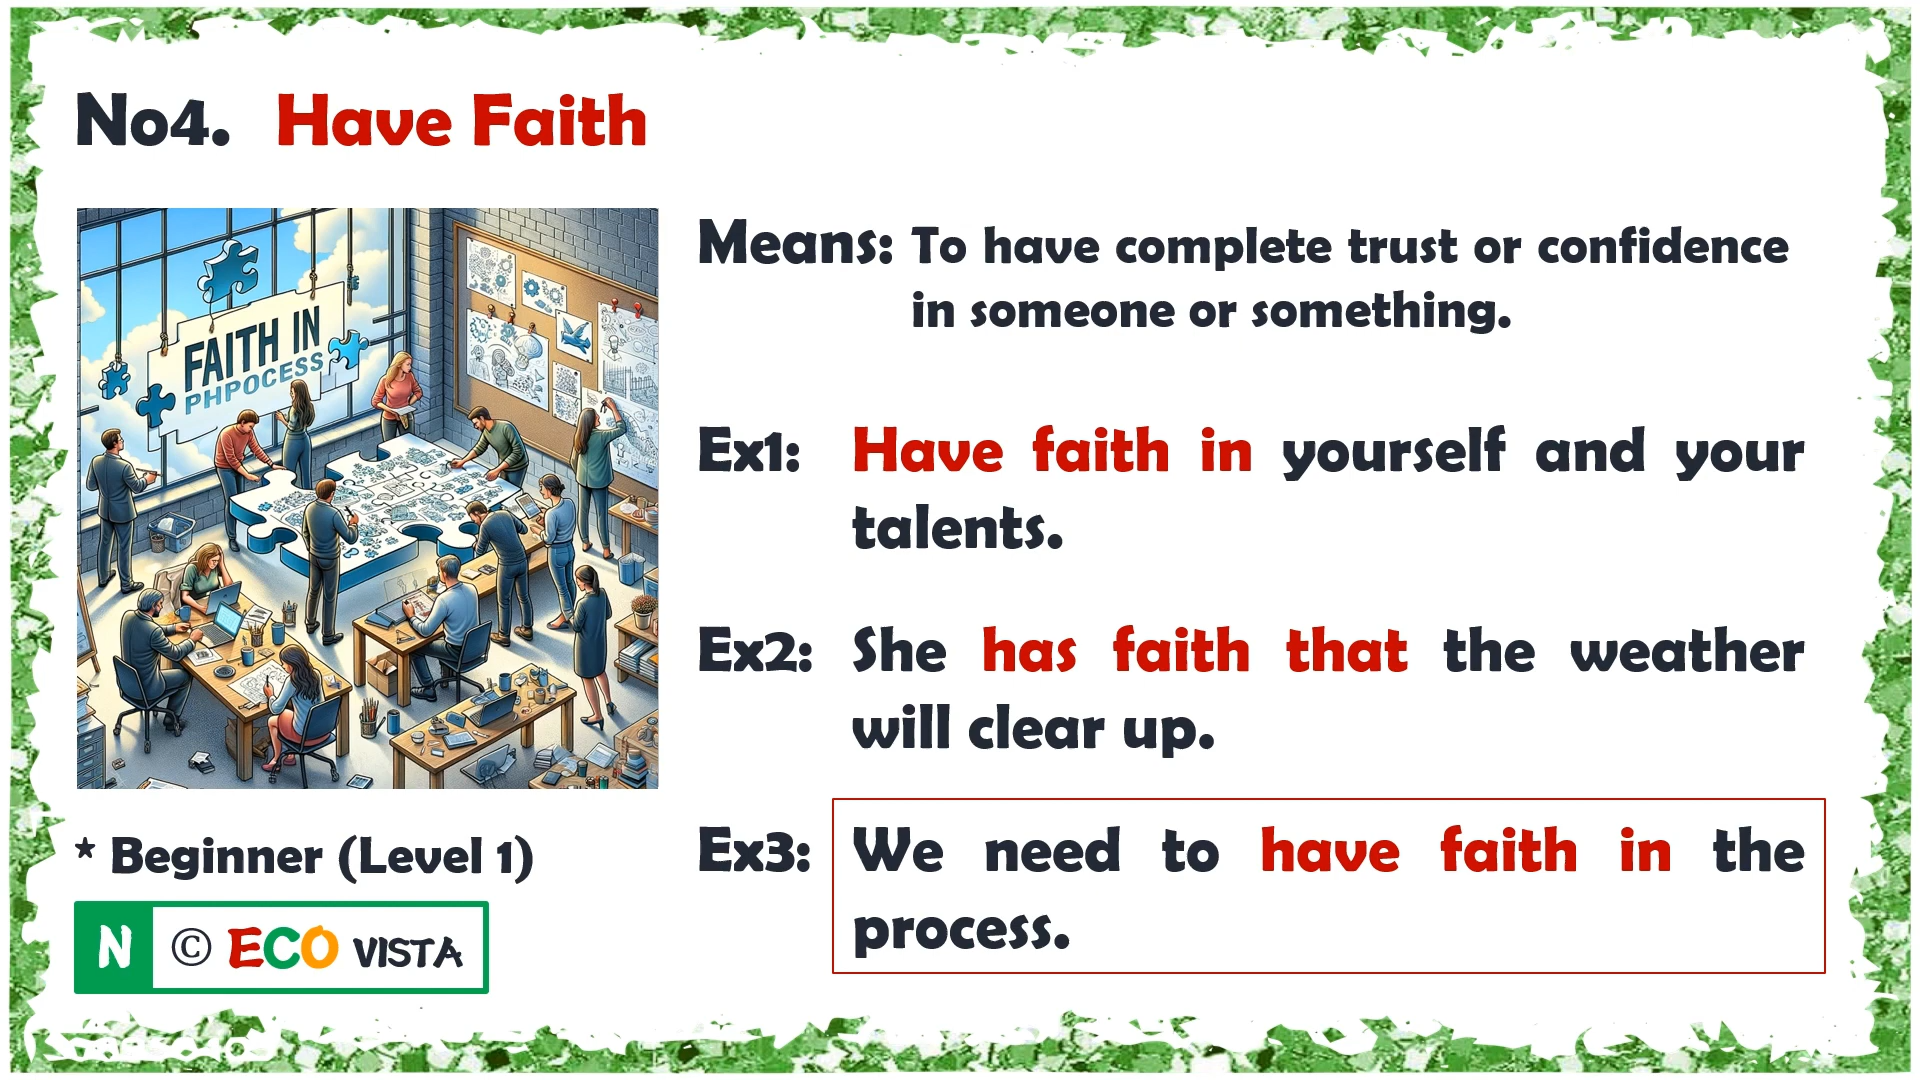 No4. Have Faith
FAITH IN
PHPOCESS
Means: To have complete trust or confidence
in someone or something.
Ex1: Have faith in yourself and your
talents.
Ex2: She has faith that the weather
will clear up.
Ex3: We need to have faith in the
process.
* Beginner (Level 1)
N © ECO VISTA